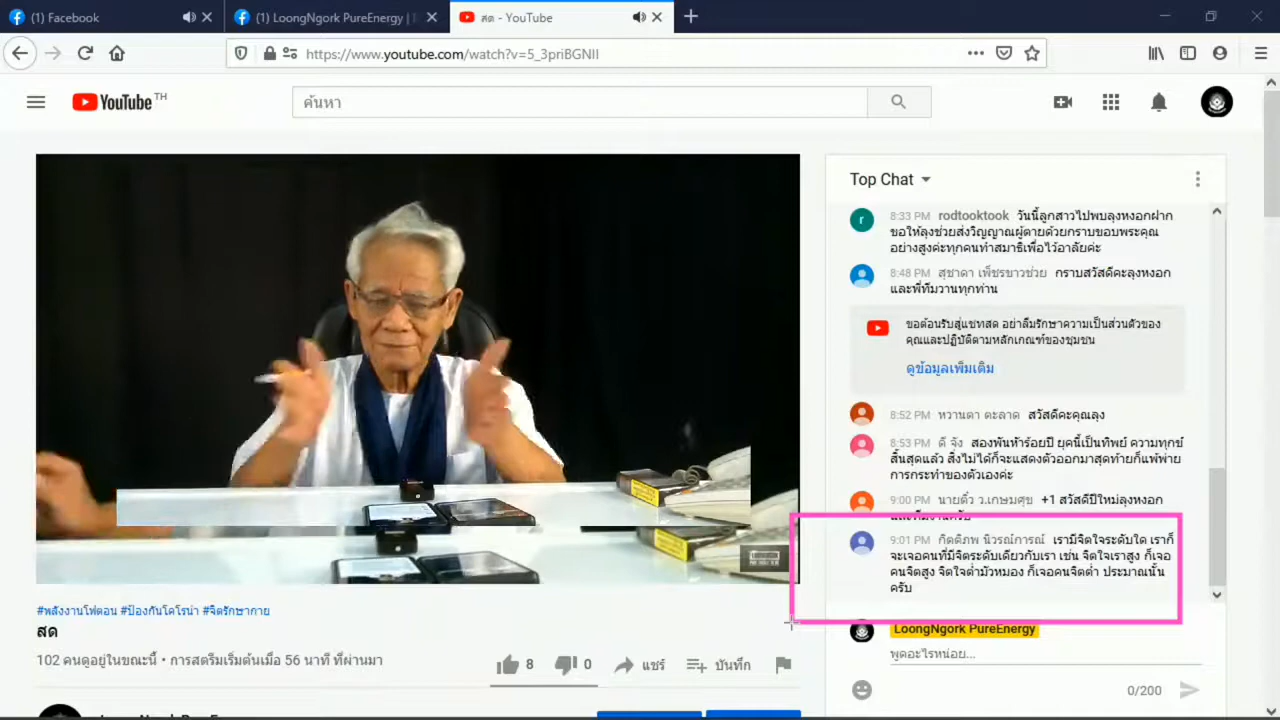 (1) Facebook
(1) LoongNgork PureEnergy |
สด - YouTube
https://www.youtube.com/watch?v=5_3priBGNlI
YouTube TH
ค้นหา
Top Chat
8:33 PM rodtooktook วันนี้ลูกสาวไปพบลุงหงอกฝาก
ขอให้ลุงช่วยส่งวิญญาณผู้ตายด้วยกราบขอบพระคุณ
อย่างสูงค่ะทุกคนทำสมาธิเพื่อไว้อาลัยค่ะ
8:48 PM สุชาดา เพ็ชรขาวช่วย กราบสวัสดีคะลุงหงอก
และพี่ทีมวานทุกท่าน
ขอต้อนรับสู่แชทสด อย่าลืมรักษาความเป็นส่วนตัวของ
คุณและปฏิบัติตามหลักเกณฑ์ของชุมชน
ดูข้อมูลเพิ่มเติม
8:52 PM หวานตา ตะลาด สวัสดีคะคุณลุง
8:53 PM ดี จัง สองพันห้าร้อยปี ยุคนี้เป็นทิพย์ ความทุกข์
สิ้นสุดแล้ว สิ่งไม่ได้ก็จะแสดงตัวออกมาสุดท้ายก็แพ้พ่าย
การกระทำของตัวเองค่ะ
9:00 PM นายติ๋ว ว.เกษมศุข +1 สวัสดีปีใหม่ลุงหงอก
และทีมงานครับ
9:01 PM กิตติภพ นิวรณ์การณ์ เรามีจิตใจระดับใด เราก็
จะเจอคนที่มีจิตระดับเดียวกับเรา เช่น จิตใจเราสูง ก็เจอ
คนจิตสูง จิตใจต่ำมัวหมอง ก็เจอคนจิตต่ำ ประมาณนั้น
ครับ
LoongNgork PureEnergy
พูดอะไรหน่อย...
0/200
#พลังงานโฟตอน #ป้องกันโคโรน่า #จิตรักษากาย
สด
102 คนดูอยู่ในขณะนี้ • การสตรีมเริ่มต้นเมื่อ 56 นาที ที่ผ่านมา
8
0
แชร์
บันทึก